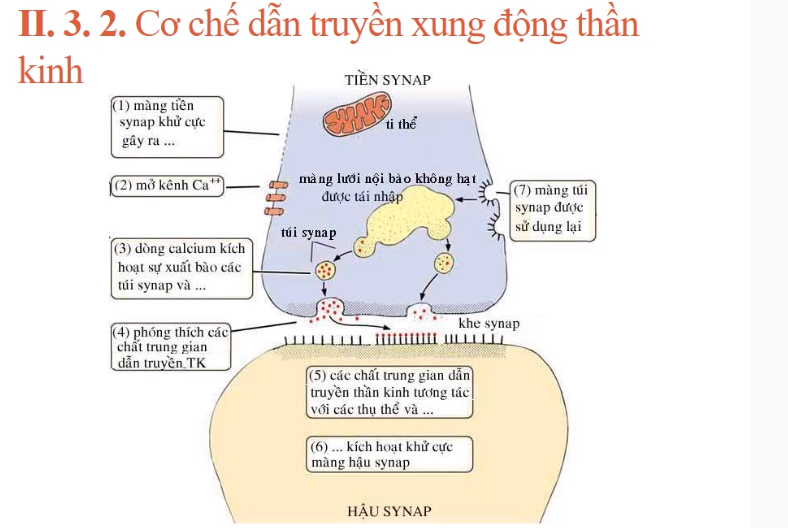 II. 3. 2. Cơ chế dẫn truyền xung động thần
kinh
TIỀN SYNAP
(1) màng tiền
synap khử cực
gây ra ...
ti thể
(2) mở kênh Ca⁺⁺
màng lưới nội bào không hạt
được tái nhập
(7) màng túi
synap được
sử dụng lại
túi synap
(3) dòng calcium kích
hoạt sự xuất bào các
túi synap và ...
khe synap
(4) phóng thích các
chất trung gian
dẫn truyền TK
(5) các chất trung gian dẫn
truyền thần kinh tương tác
với các thụ thể và ...
(6) ... kích hoạt khử cực
màng hậu synap
HẬU SYNAP